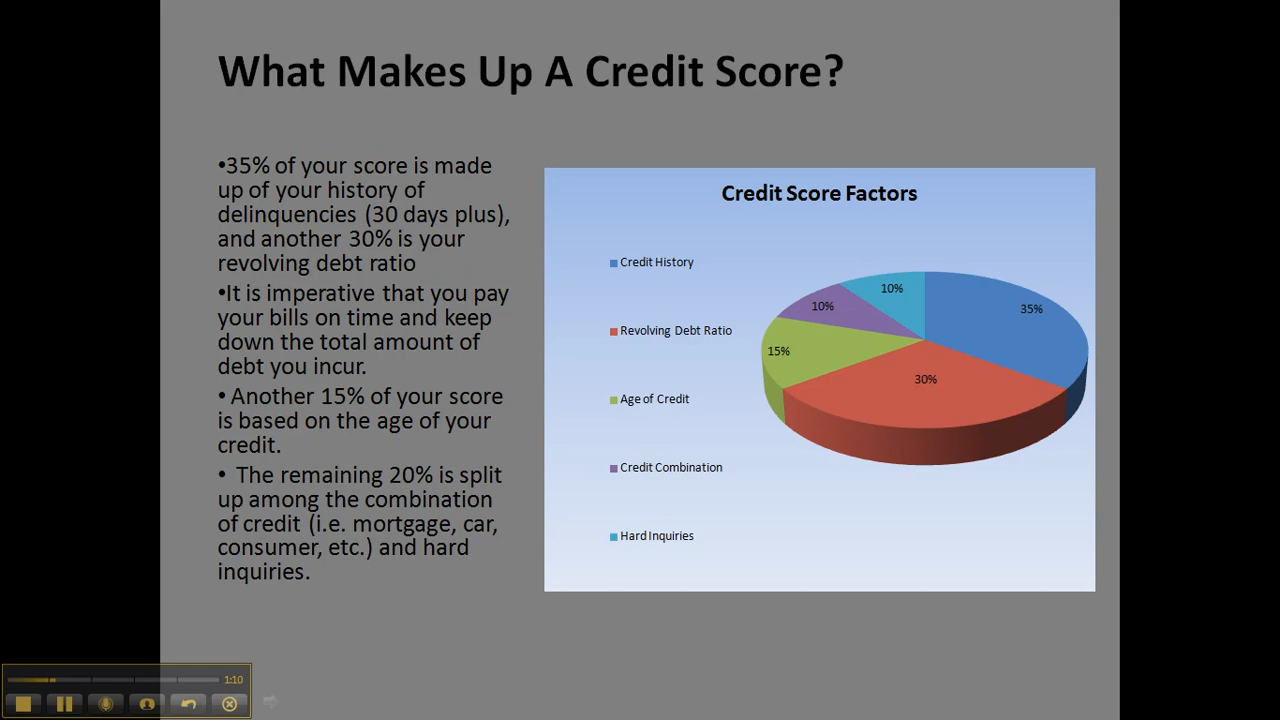 What Makes Up A Credit Score?
•35% of your score is made
up of your history of
delinquencies (30 days plus),
and another 30% is your
revolving debt ratio
•It is imperative that you pay
your bills on time and keep
down the total amount of
debt you incur.
• Another 15% of your score
is based on the age of your
credit.
• The remaining 20% is split
up among the combination
of credit (i.e. mortgage, car,
consumer, etc.) and hard
inquiries.
Credit Score Factors
Credit History
Revolving Debt Ratio
Age of Credit
Credit Combination
Hard Inquiries
10%
35%
10%
15%
30%
1:10